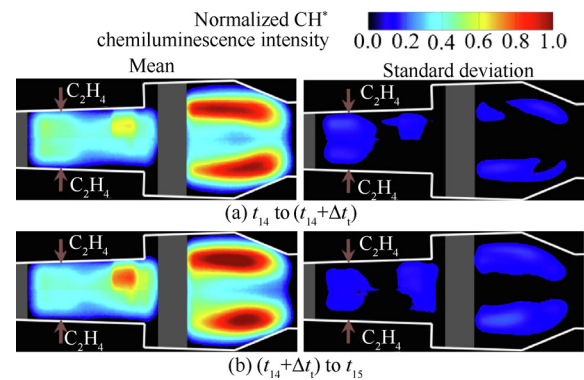 Normalized CH*
chemiluminescence intensity
0.0 0.2 0.4 0.6 0.8 1.0
Mean
Standard deviation
C₂H₄
C₂H₄
C₂H₄
C₂H₄
(a) t₁₄ to (t₁₄+Δtₜ)
C₂H₄
C₂H₄
C₂H₄
C₂H₄
(b) (t₁₄+Δtₜ) to t₁₅